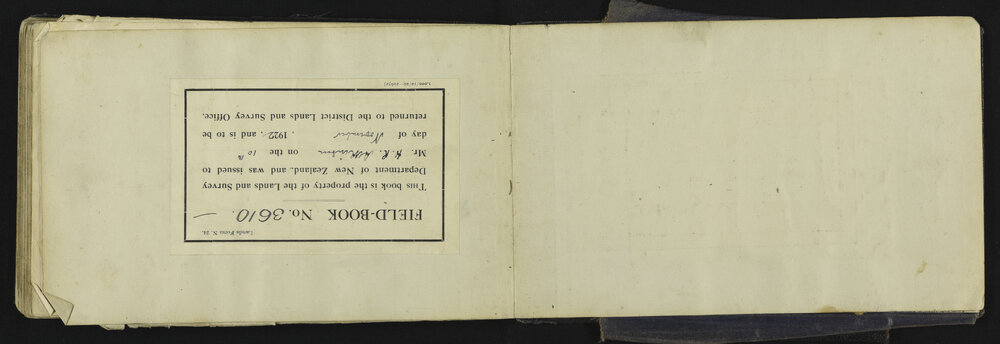 Lands Form N. 24.
FIELD-BOOK No. 3610.
This book is the property of the Lands and Survey
Department of New Zealand, and was issued to
Mr. on the 10th
day of November, 1922, and is to be
returned to the District Lands and Survey Office.